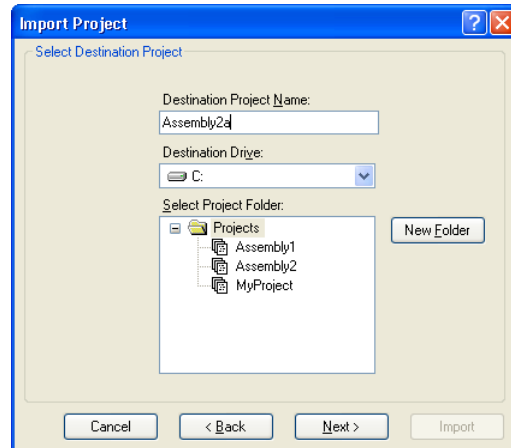 Import Project
Select Destination Project
Destination Project Name:
Assembly2a
Destination Drive:
C:
Select Project Folder:
Projects
New Folder
Assembly1
Assembly2
MyProject
Cancel
< Back
Next >
Import